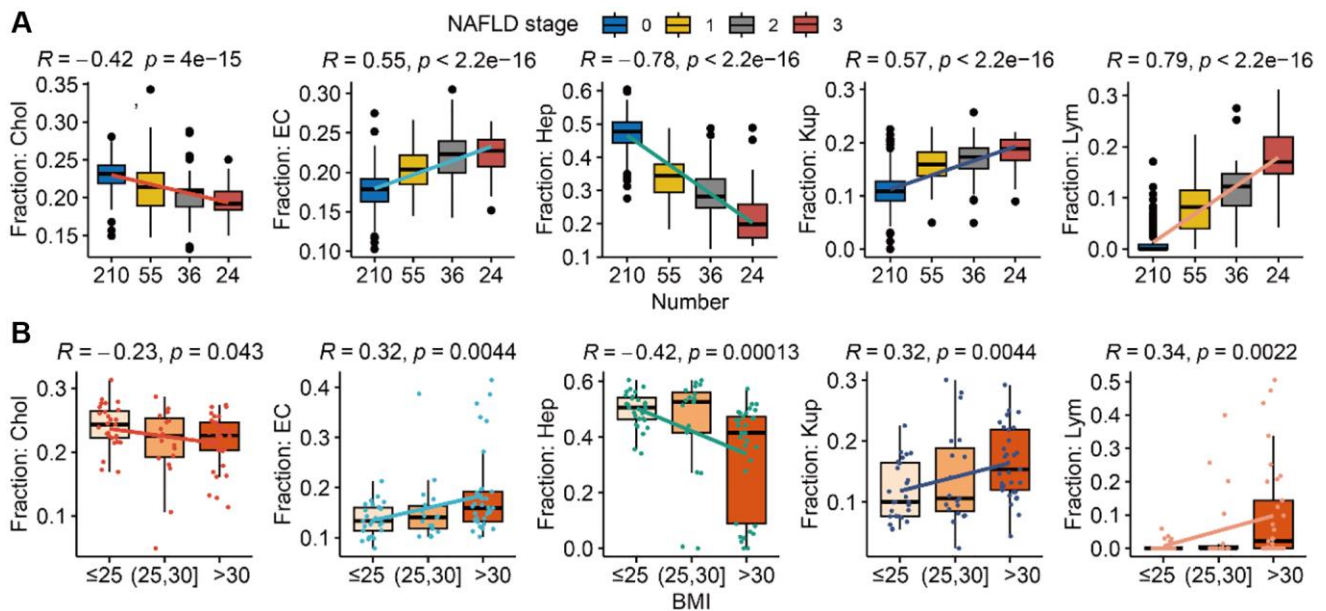 A
NAFLD stage 0 1 2 3
R = −0.42 p = 4e−15
R = 0.55, p < 2.2e−16
R = −0.78, p < 2.2e−16
R = 0.57, p < 2.2e−16
R = 0.79, p < 2.2e−16
Fraction: Chol
0.35
0.30
0.25
0.20
0.15
,
210 55 36 24
Fraction: EC
0.30
0.25
0.20
0.15
0.10
210 55 36 24
Fraction: Hep
0.6
0.5
0.4
0.3
0.2
0.1
210 55 36 24
Fraction: Kup
0.3
0.2
0.1
0.0
210 55 36 24
Fraction: Lym
0.3
0.2
0.1
0.0
210 55 36 24
Number
B
R = −0.23, p = 0.043
R = 0.32, p = 0.0044
R = −0.42, p = 0.00013
R = 0.32, p = 0.0044
R = 0.34, p = 0.0022
Fraction: Chol
0.3
0.2
0.1
≤25 (25,30] >30
Fraction: EC
0.4
0.3
0.2
0.1
≤25 (25,30] >30
Fraction: Hep
0.6
0.4
0.2
0.0
≤25 (25,30] >30
Fraction: Kup
0.3
0.2
0.1
≤25 (25,30] >30
Fraction: Lym
0.5
0.4
0.3
0.2
0.1
0.0
≤25 (25,30] >30
BMI